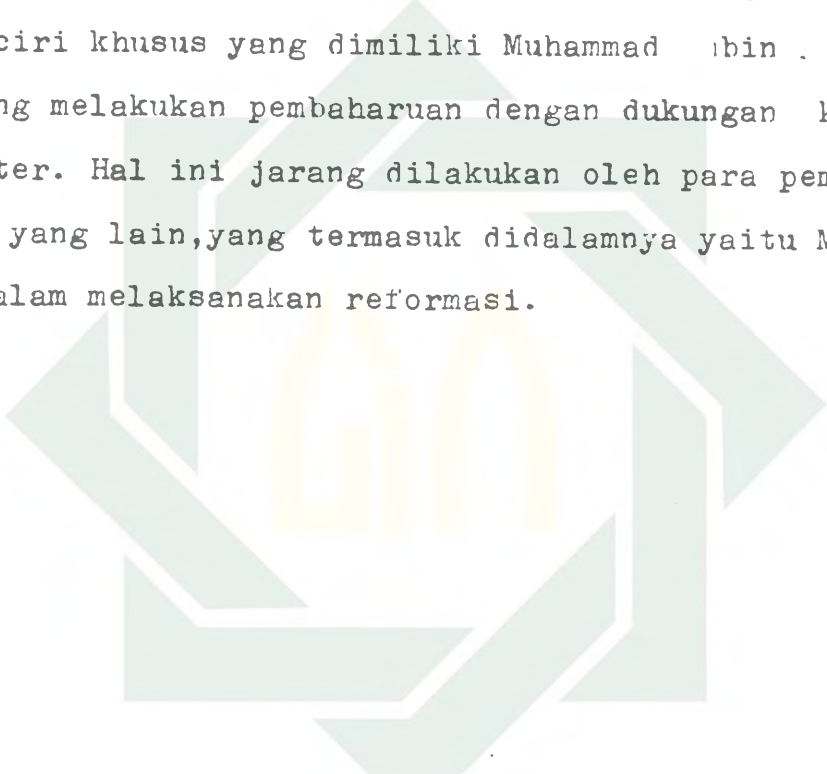 ciri khusus yang dimiliki Muhammad bin .
ng melakukan pembaharuan dengan dukungan k
ter. Hal ini jarang dilakukan oleh para pem
yang lain,yang termasuk didalamnya yaitu M
alam melaksanakan reformasi.